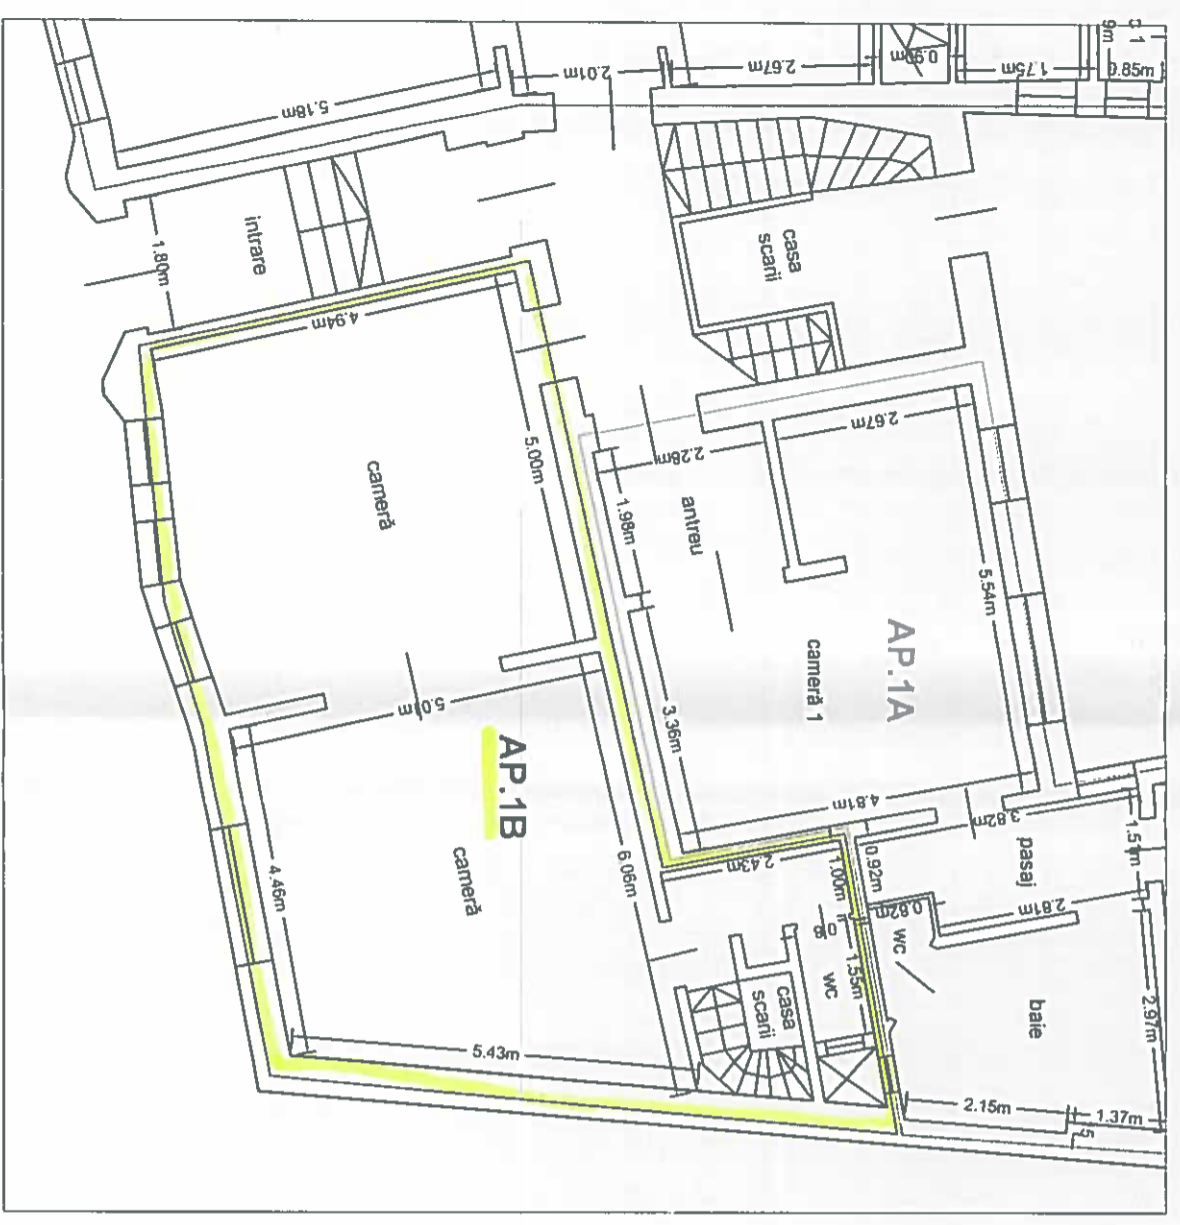 9m
0.90m
1.75m
0.85m
2.01m
2.67m
5.18m
intrare
1.80m
casa
scarii
4.94m
2.67m
2.28m
5.00m
cameră
1.98m
antreu
5.54m
AP.1A
cameră 1
3.36m
5.01m
AP.1B
4.81m
3.82m
1.51m
pasaj
2.43m
1.00m
0.92m
6.06m
cameră
4.46m
0.82m
2.81m
wc
0.8
1.55m
wc
casa
scarii
baie
2.97m
5.43m
2.15m
1.37m